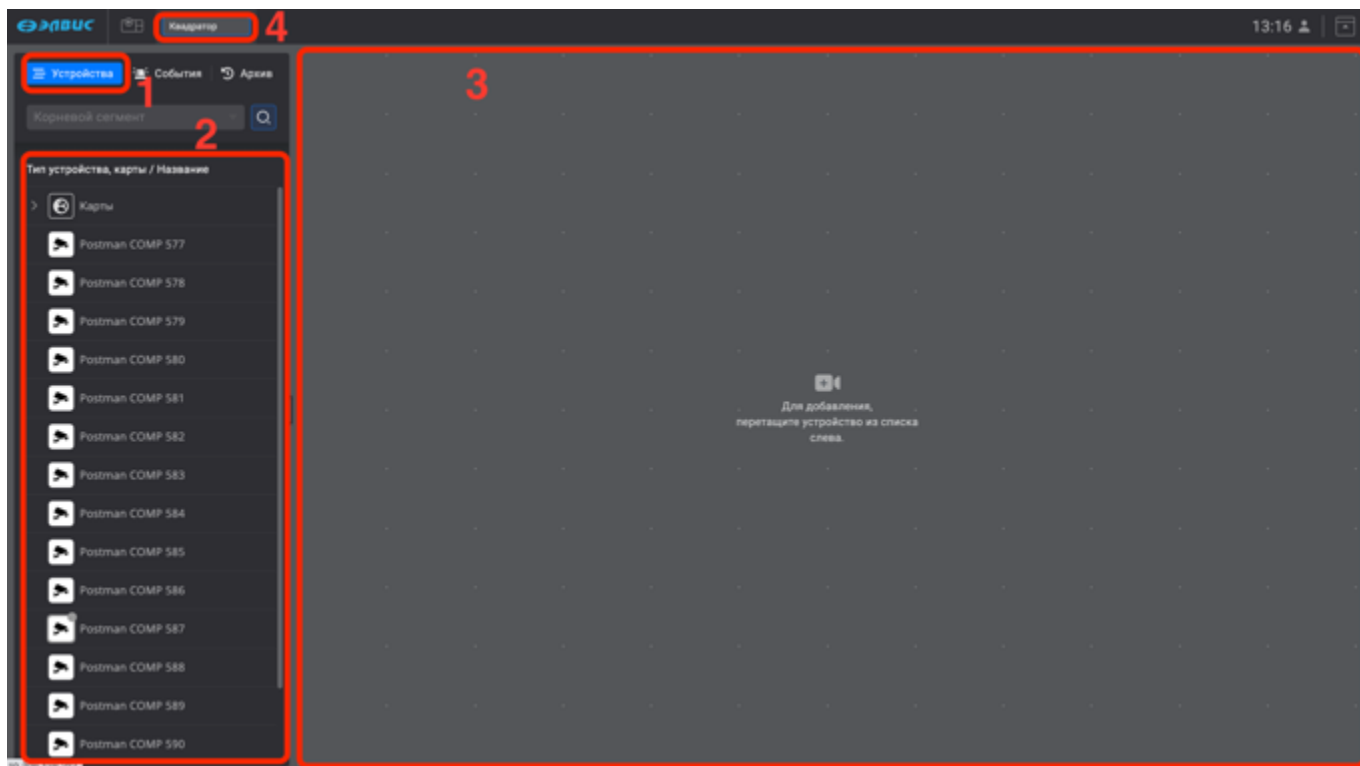 ЭЛВИС
Квадратор
4
13:16
Устройства
События
Архив
1
3
Корневой сегмент
2
Тип устройства, карты / Название
Карты
Postman COMP 577
Postman COMP 578
Postman COMP 579
Postman COMP 580
Postman COMP 581
Postman COMP 582
Postman COMP 583
Postman COMP 584
Postman COMP 585
Postman COMP 586
Postman COMP 587
Postman COMP 588
Postman COMP 589
Postman COMP 590
Для добавления,
перетащите устройство из списка
слева.